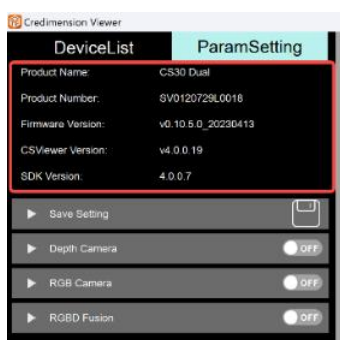 Credimension Viewer
DeviceList ParamSetting
Product Name: CS30 Dual
Product Number: SV0120729L0018
Firmware Version: v0.10.5.0_20230413
CSViewer Version: v4.0.0.19
SDK Version: 4.0.0.7
Save Setting
Depth Camera OFF
RGB Camera OFF
RGBD Fusion OFF